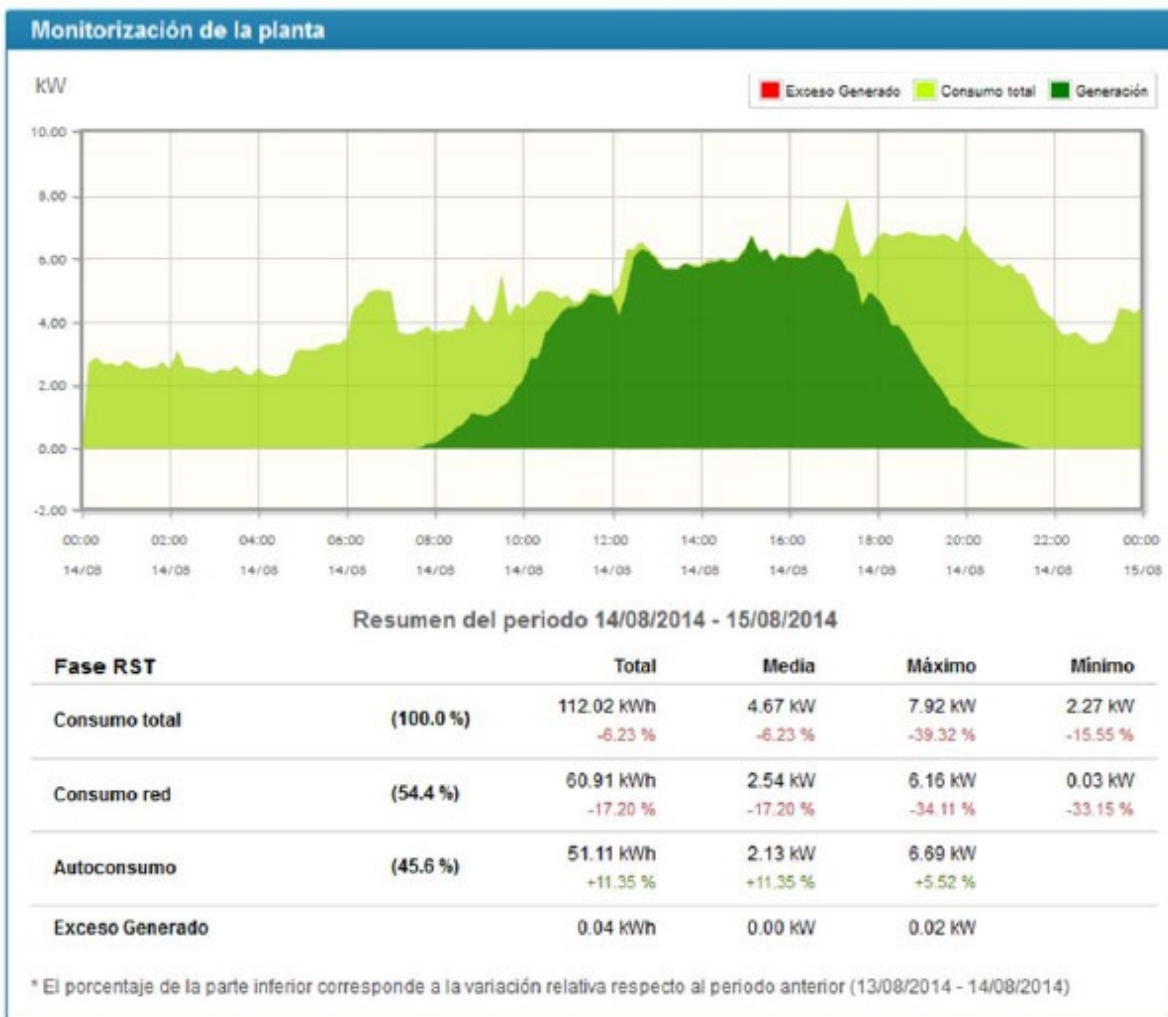 Monitorización de la planta
kW
Exceso Generado Consumo total Generación
10.00
8.00
6.00
4.00
2.00
0.00
-2.00
00:00 02:00 04:00 06:00 08:00 10:00 12:00 14:00 16:00 18:00 20:00 22:00 00:00
14/08 14/08 14/08 14/08 14/08 14/08 14/08 14/08 14/08 14/08 14/08 14/08 15/08
Resumen del periodo 14/08/2014 - 15/08/2014
Fase RST Total Media Máximo Mínimo
Consumo total (100.0 %) 112.02 kWh 4.67 kW 7.92 kW 2.27 kW
-6.23 % -6.23 % -39.32 % -15.55 %
Consumo red (54.4 %) 60.91 kWh 2.54 kW 6.16 kW 0.03 kW
-17.20 % -17.20 % -34.11 % -33.15 %
Autoconsumo (45.6 %) 51.11 kWh 2.13 kW 6.69 kW
+11.35 % +11.35 % +5.52 %
Exceso Generado 0.04 kWh 0.00 kW 0.02 kW
* El porcentaje de la parte inferior corresponde a la variación relativa respecto al periodo anterior (13/08/2014 - 14/08/2014)